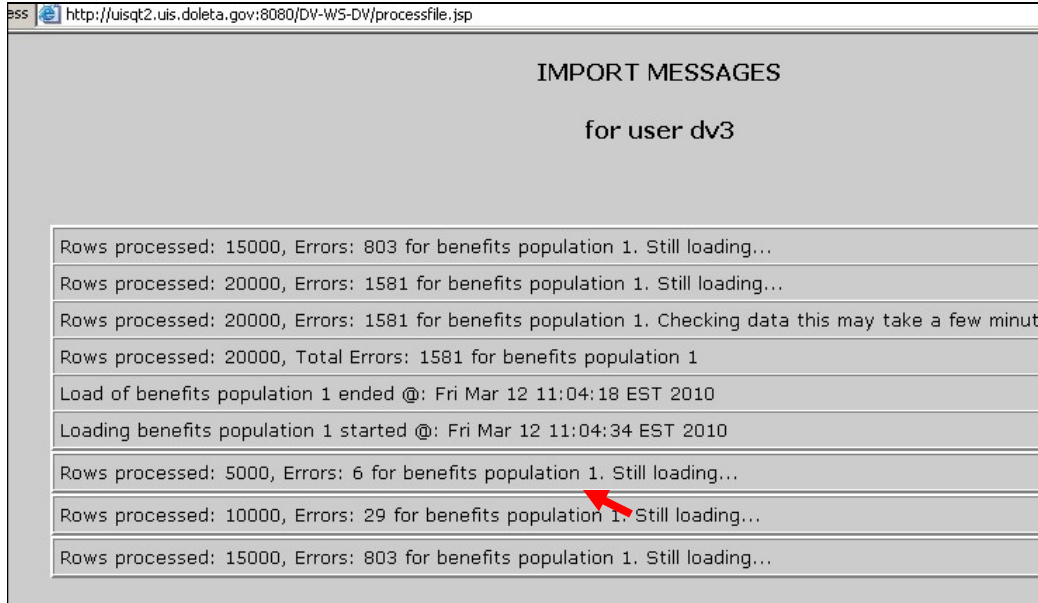 ess http://uisqt2.uis.doleta.gov:8080/DV-WS-DV/processfile.jsp
IMPORT MESSAGES
for user dv3
Rows processed: 15000, Errors: 803 for benefits population 1. Still loading...
Rows processed: 20000, Errors: 1581 for benefits population 1. Still loading...
Rows processed: 20000, Errors: 1581 for benefits population 1. Checking data this may take a few minut
Rows processed: 20000, Total Errors: 1581 for benefits population 1
Load of benefits population 1 ended @: Fri Mar 12 11:04:18 EST 2010
Loading benefits population 1 started @: Fri Mar 12 11:04:34 EST 2010
Rows processed: 5000, Errors: 6 for benefits population 1. Still loading...
Rows processed: 10000, Errors: 29 for benefits population 1. Still loading...
Rows processed: 15000, Errors: 803 for benefits population 1. Still loading...